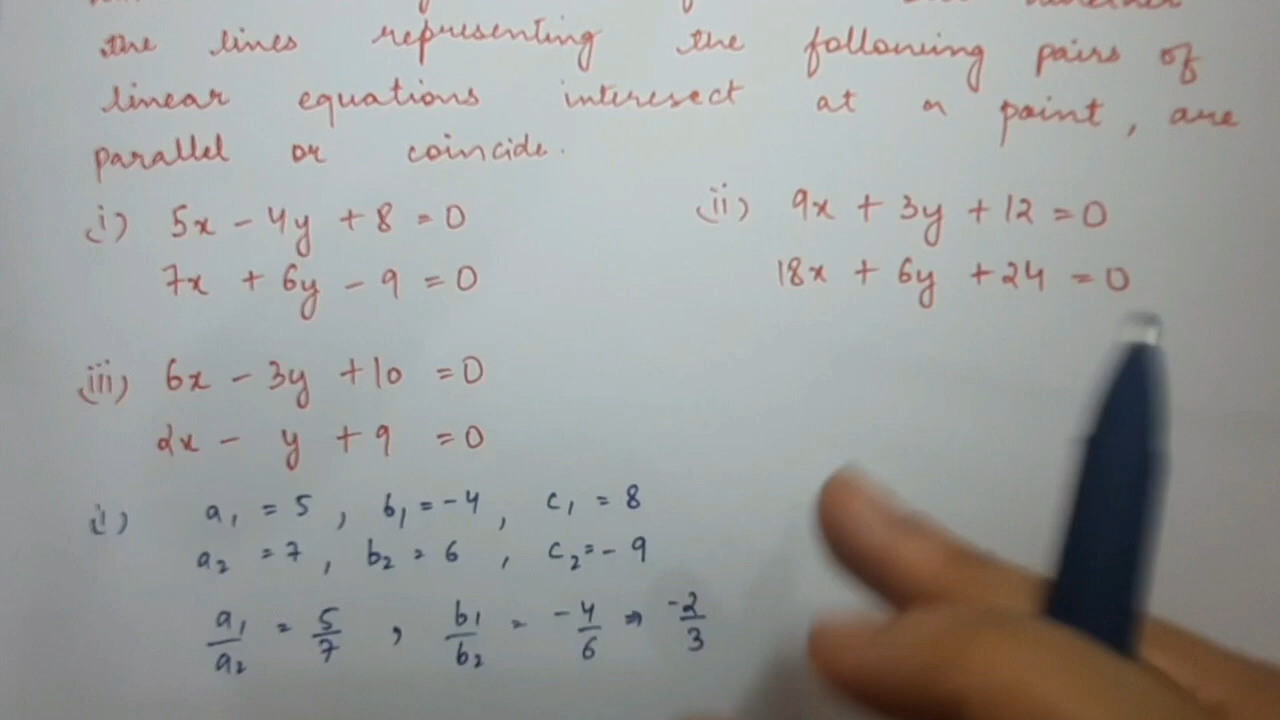 the lines representing the following pairs of
linear equations intersect at a point, are
parallel or coincide.
i) 5x - 4y + 8 = 0
7x + 6y - 9 = 0
ii) 9x + 3y + 12 = 0
18x + 6y + 24 = 0
iii) 6x - 3y + 10 = 0
2x - y + 9 = 0
i) a₁ = 5, b₁ = -4, c₁ = 8
a₂ = 7, b₂ = 6, c₂ = -9
a₁/a₂ = 5/7, b₁/b₂ = -4/6 ⇒ -2/3